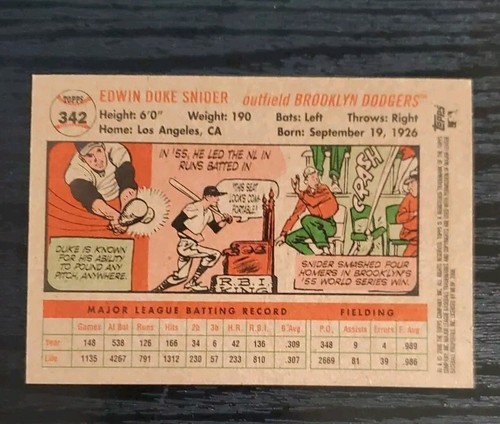 TOPPS
342
EDWIN DUKE SNIDER outfield BROOKLYN DODGERS™
Height: 6'0" Weight: 190 Bats: Left Throws: Right
Home: Los Angeles, CA Born: September 19, 1926
IN '55, HE LED THE NL IN
RUNS BATTED IN
"THIS SEAT
LOOKS COM-
FORTABLE."
CRASH
DUKE IS KNOWN
FOR HIS ABILITY
TO POUND ANY
PITCH, ANYWHERE.
R.B.I.
KING
SNIDER SMASHED FOUR
HOMERS IN BROOKLYN'S
'55 WORLD SERIES WIN.
MAJOR LEAGUE BATTING RECORD FIELDING
Games At Bat Runs Hits 2b 3b H.R. R.B.I. B.Avg P.O. Assists Errors F. Avg
Year 148 538 126 166 34 6 42 136 .309 348 9 4 .989
Life 1135 4267 791 1312 230 57 233 810 .307 2669 81 39 .986
TOPPS